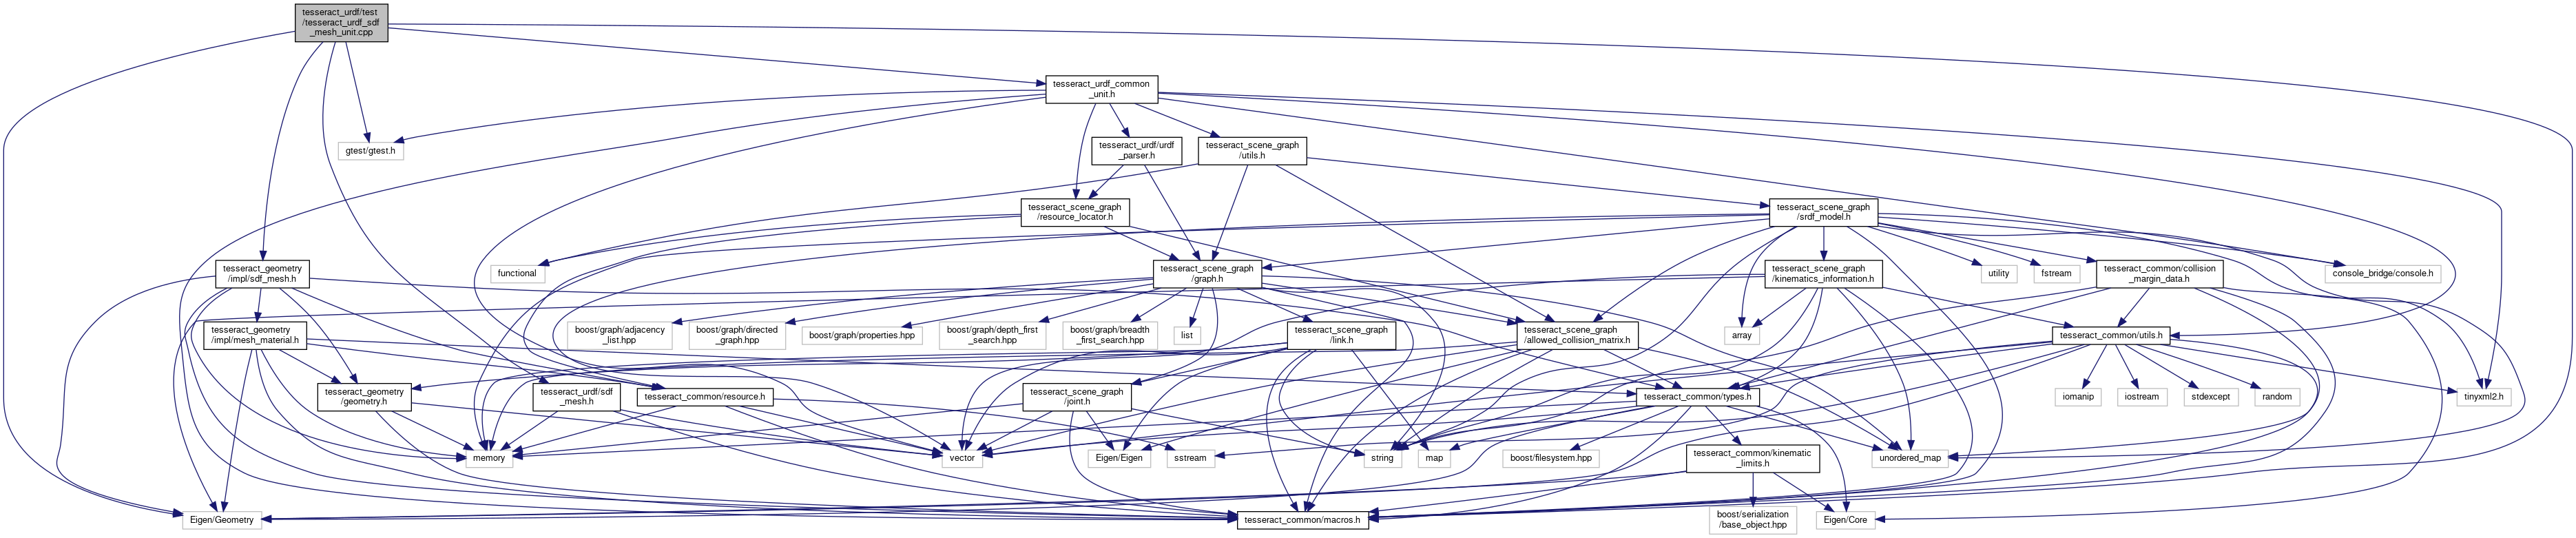 tesseract_urdf/test
/tesseract_urdf_sdf
_mesh_unit.cpp
tesseract_urdf_common
_unit.h
gtest/gtest.h
tesseract_urdf/urdf
_parser.h
tesseract_scene_graph
/utils.h
tesseract_scene_graph
/resource_locator.h
tesseract_scene_graph
/srdf_model.h
tesseract_geometry
/impl/sdf_mesh.h
functional
tesseract_scene_graph
/graph.h
tesseract_scene_graph
/kinematics_information.h
utility
fstream
tesseract_common/collision
_margin_data.h
console_bridge/console.h
tesseract_geometry
/impl/mesh_material.h
boost/graph/adjacency
_list.hpp
boost/graph/directed
_graph.hpp
boost/graph/properties.hpp
boost/graph/depth_first
_search.hpp
boost/graph/breadth
_first_search.hpp
list
tesseract_scene_graph
/link.h
tesseract_scene_graph
/allowed_collision_matrix.h
array
tesseract_common/utils.h
tesseract_geometry
/geometry.h
tesseract_urdf/sdf
_mesh.h
tesseract_common/resource.h
tesseract_scene_graph
/joint.h
tesseract_common/types.h
iomanip
iostream
stdexcept
random
tinyxml2.h
memory
vector
Eigen/Eigen
sstream
string
map
boost/filesystem.hpp
tesseract_common/kinematic
_limits.h
unordered_map
Eigen/Geometry
tesseract_common/macros.h
boost/serialization
/base_object.hpp
Eigen/Core